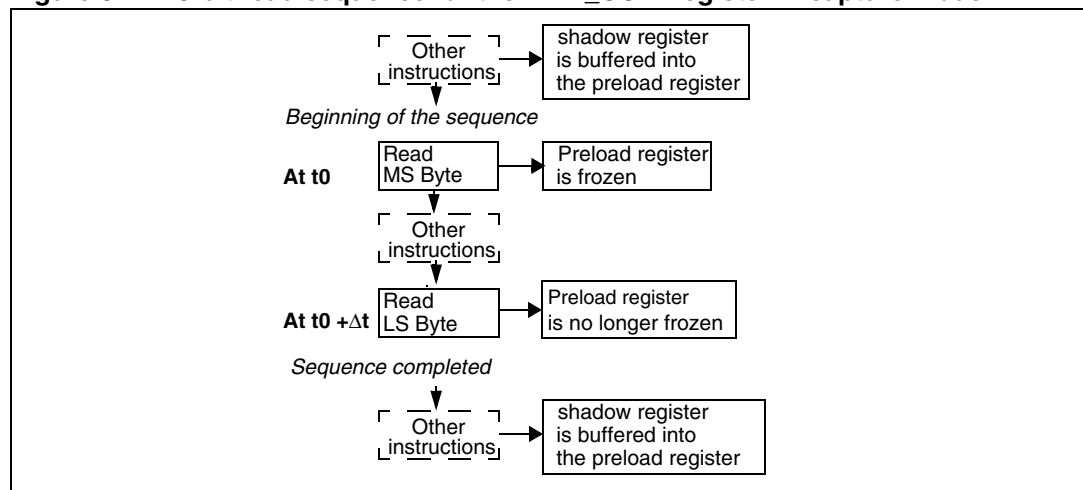 Other
instructions
shadow register
is buffered into
the preload register
Beginning of the sequence
At t0
Read
MS Byte
Preload register
is frozen
Other
instructions
At t0 +Δt
Read
LS Byte
Preload register
is no longer frozen
Sequence completed
Other
instructions
shadow register
is buffered into
the preload register